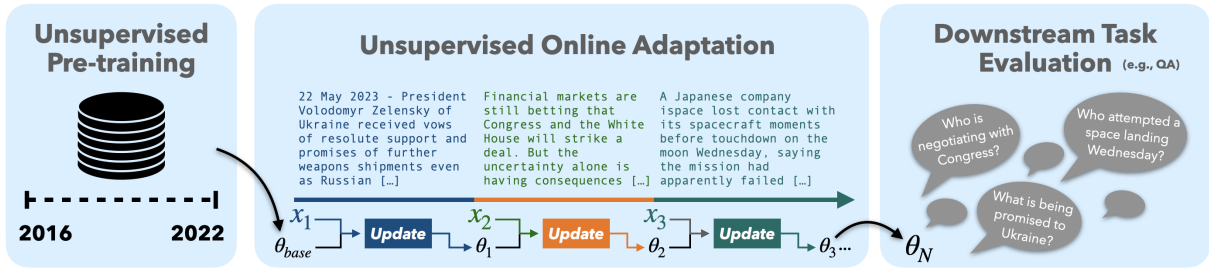 Unsupervised
Pre-training
2016
2022
Unsupervised Online Adaptation
22 May 2023 - President
Volodomyr Zelensky of
Ukraine received vows
of resolute support and
promises of further
weapons shipments even
as Russian […]
Financial markets are
still betting that
Congress and the White
House will strike a
deal. But the
uncertainty alone is
having consequences […]
A Japanese company
ispace lost contact with
its spacecraft moments
before touchdown on the
moon Wednesday, saying
the mission had
apparently failed […]
x1
θbase
Update
x2
θ1
Update
x3
θ2
Update
θ3 ...
Downstream Task
Evaluation (e.g., QA)
Who is
negotiating with
Congress?
Who attempted a
space landing
Wednesday?
What is being
promised to
Ukraine?
θN